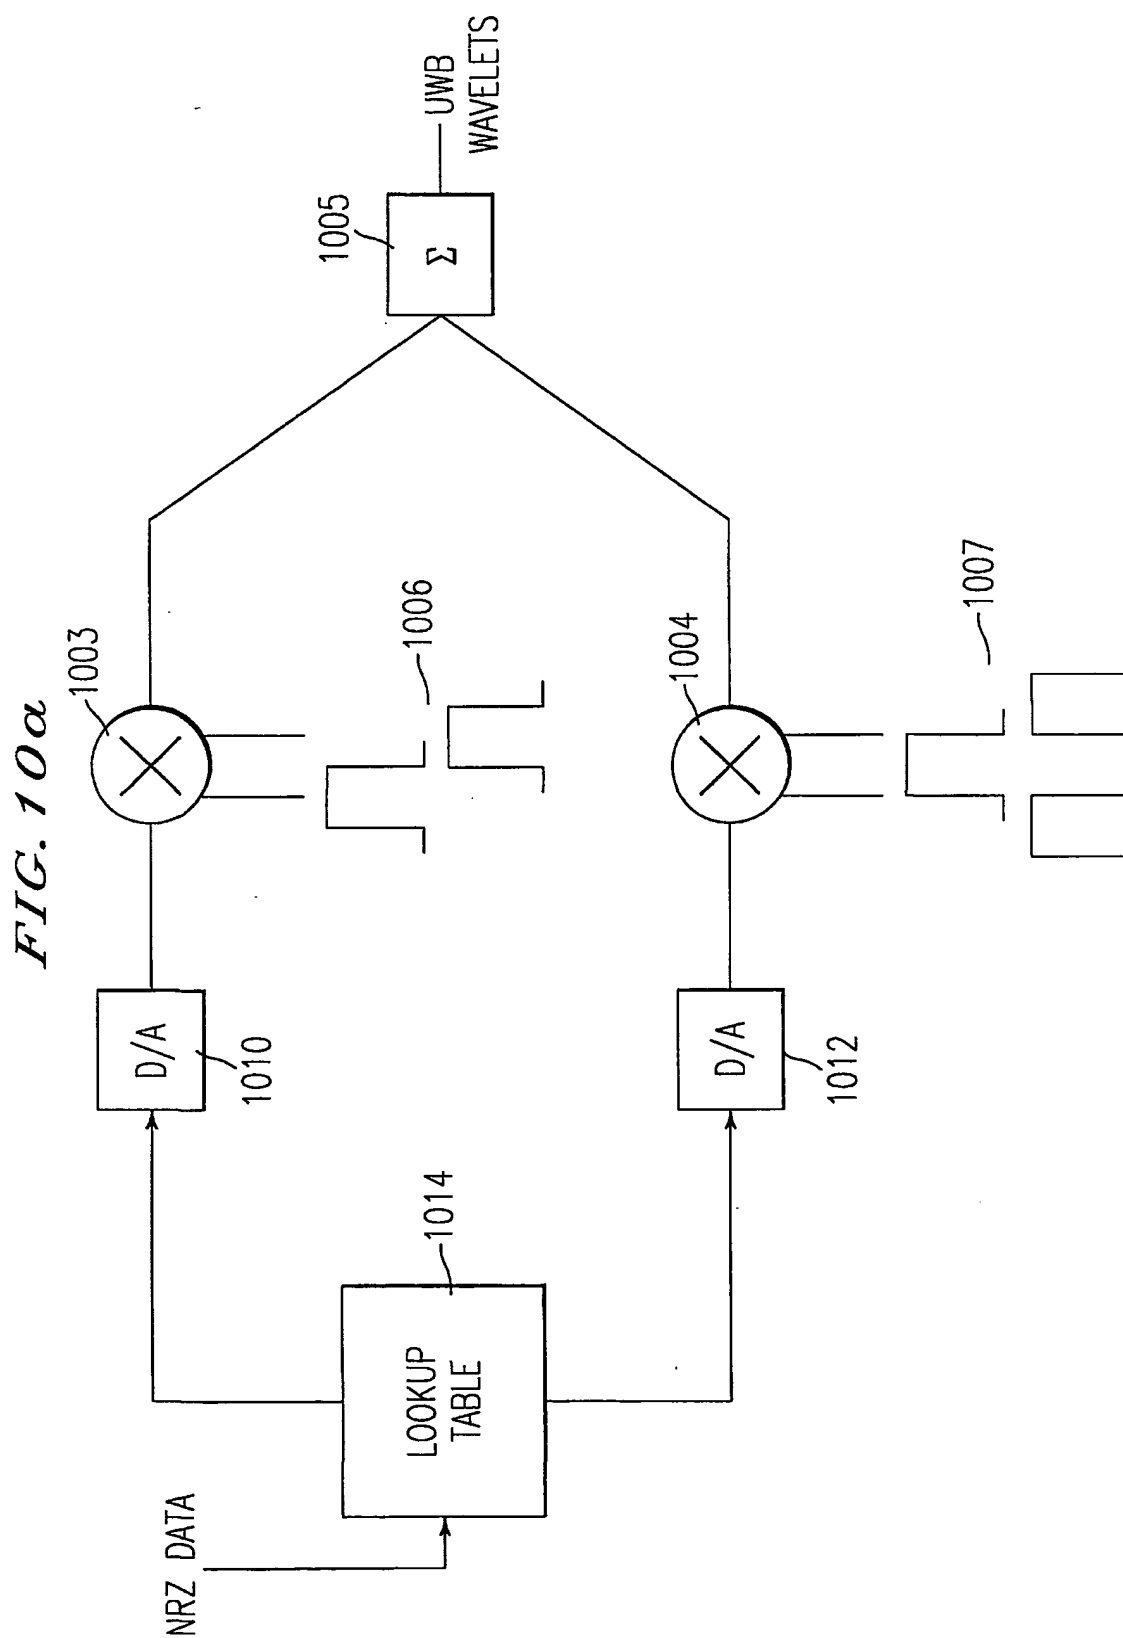 FIG. 10a
NRZ DATA
LOOKUP
TABLE
1014
D/A
1010
D/A
1012
1003
1006
1004
1007
1005
Σ
UWB
WAVELETS